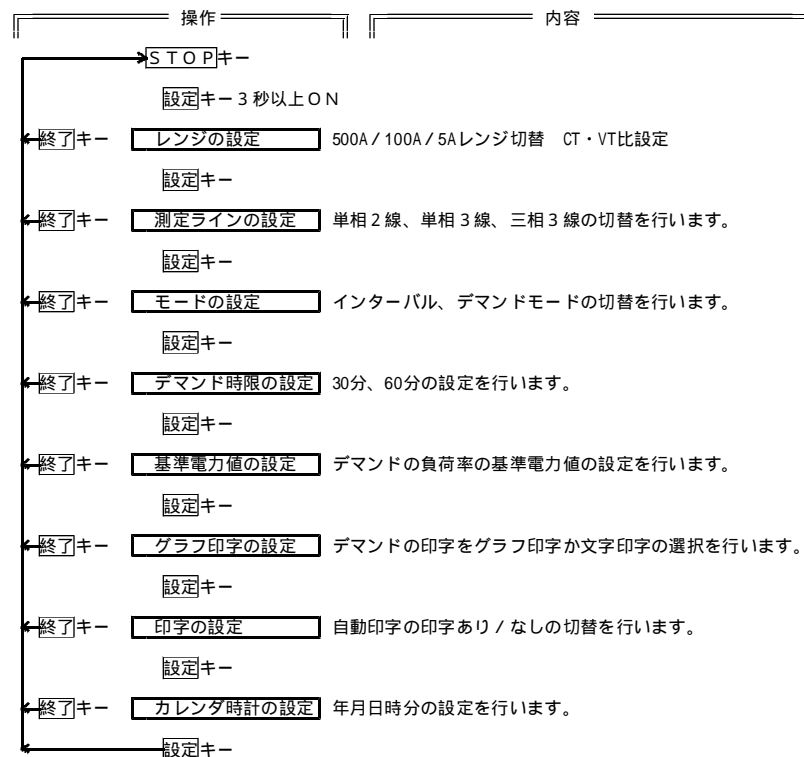 操作 内容
ＳＴＯＰキー
設定キー３秒以上ＯＮ
終了キー レンジの設定 500A／100A／5Aレンジ切替 CT・VT比設定
設定キー
終了キー 測定ラインの設定 単相２線、単相３線、三相３線の切替を行います。
設定キー
終了キー モードの設定 インターバル、デマンドモードの切替を行います。
設定キー
終了キー デマンド時限の設定 30分、60分の設定を行います。
設定キー
終了キー 基準電力値の設定 デマンドの負荷率の基準電力値の設定を行います。
設定キー
終了キー グラフ印字の設定 デマンドの印字をグラフ印字か文字印字の選択を行います。
設定キー
終了キー 印字の設定 自動印字の印字あり／なしの切替を行います。
設定キー
終了キー カレンダ時計の設定 年月日時分の設定を行います。
設定キー